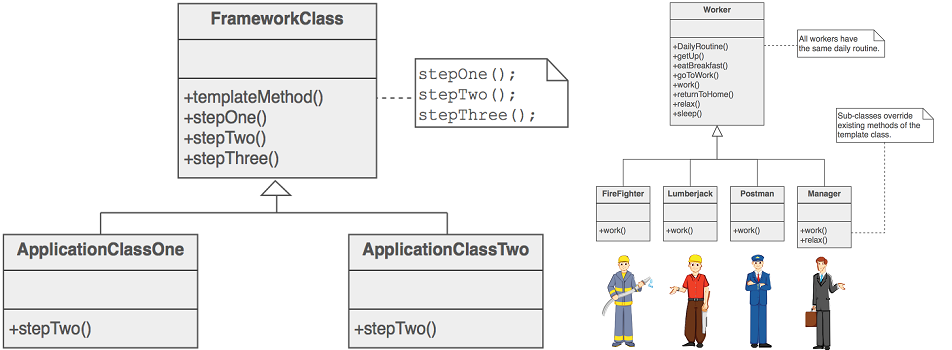 FrameworkClass
+templateMethod()
+stepOne()
+stepTwo()
+stepThree()
stepOne();
stepTwo();
stepThree();
ApplicationClassOne
+stepTwo()
ApplicationClassTwo
+stepTwo()
Worker
+DailyRoutine()
+getUp()
+eatBreakfast()
+goToWork()
+work()
+returnToHome()
+relax()
+sleep()
All workers have
the same daily routine.
Sub-classes override
existing methods of the
template class.
FireFighter
+work()
Lumberjack
+work()
Postman
+work()
Manager
+work()
+relax()